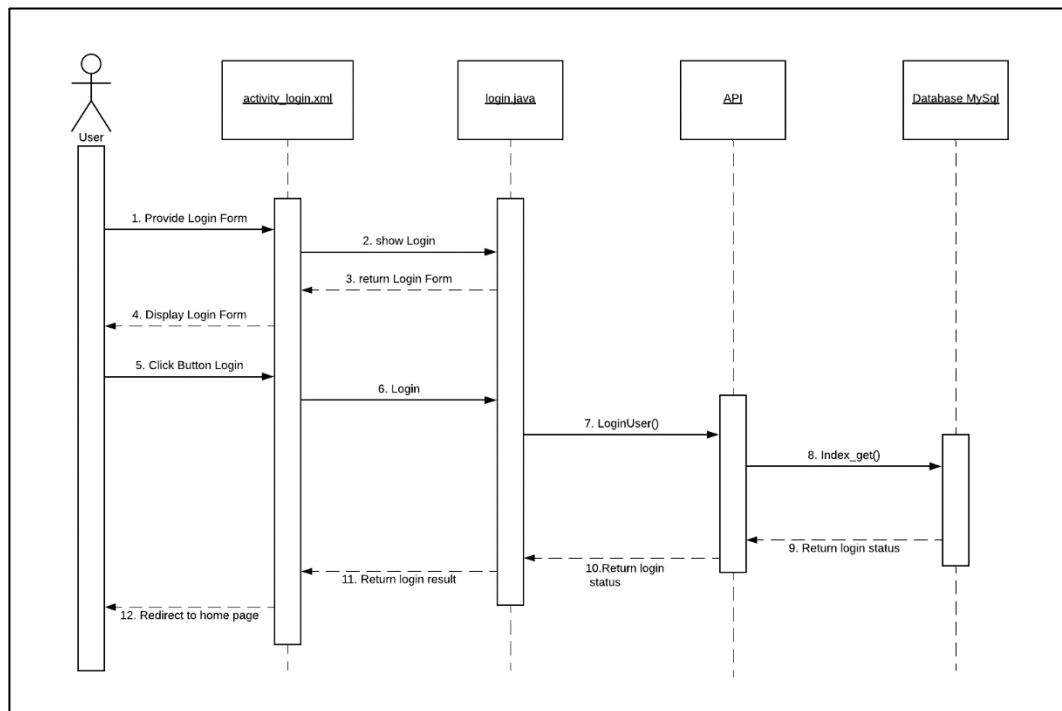 activity_login.xml
login.java
API
Database MySql
User
1. Provide Login Form
2. show Login
3. return Login Form
4. Display Login Form
5. Click Button Login
6. Login
7. LoginUser()
8. Index_get()
9. Return login status
10.Return login
status
11. Return login result
12. Redirect to home page